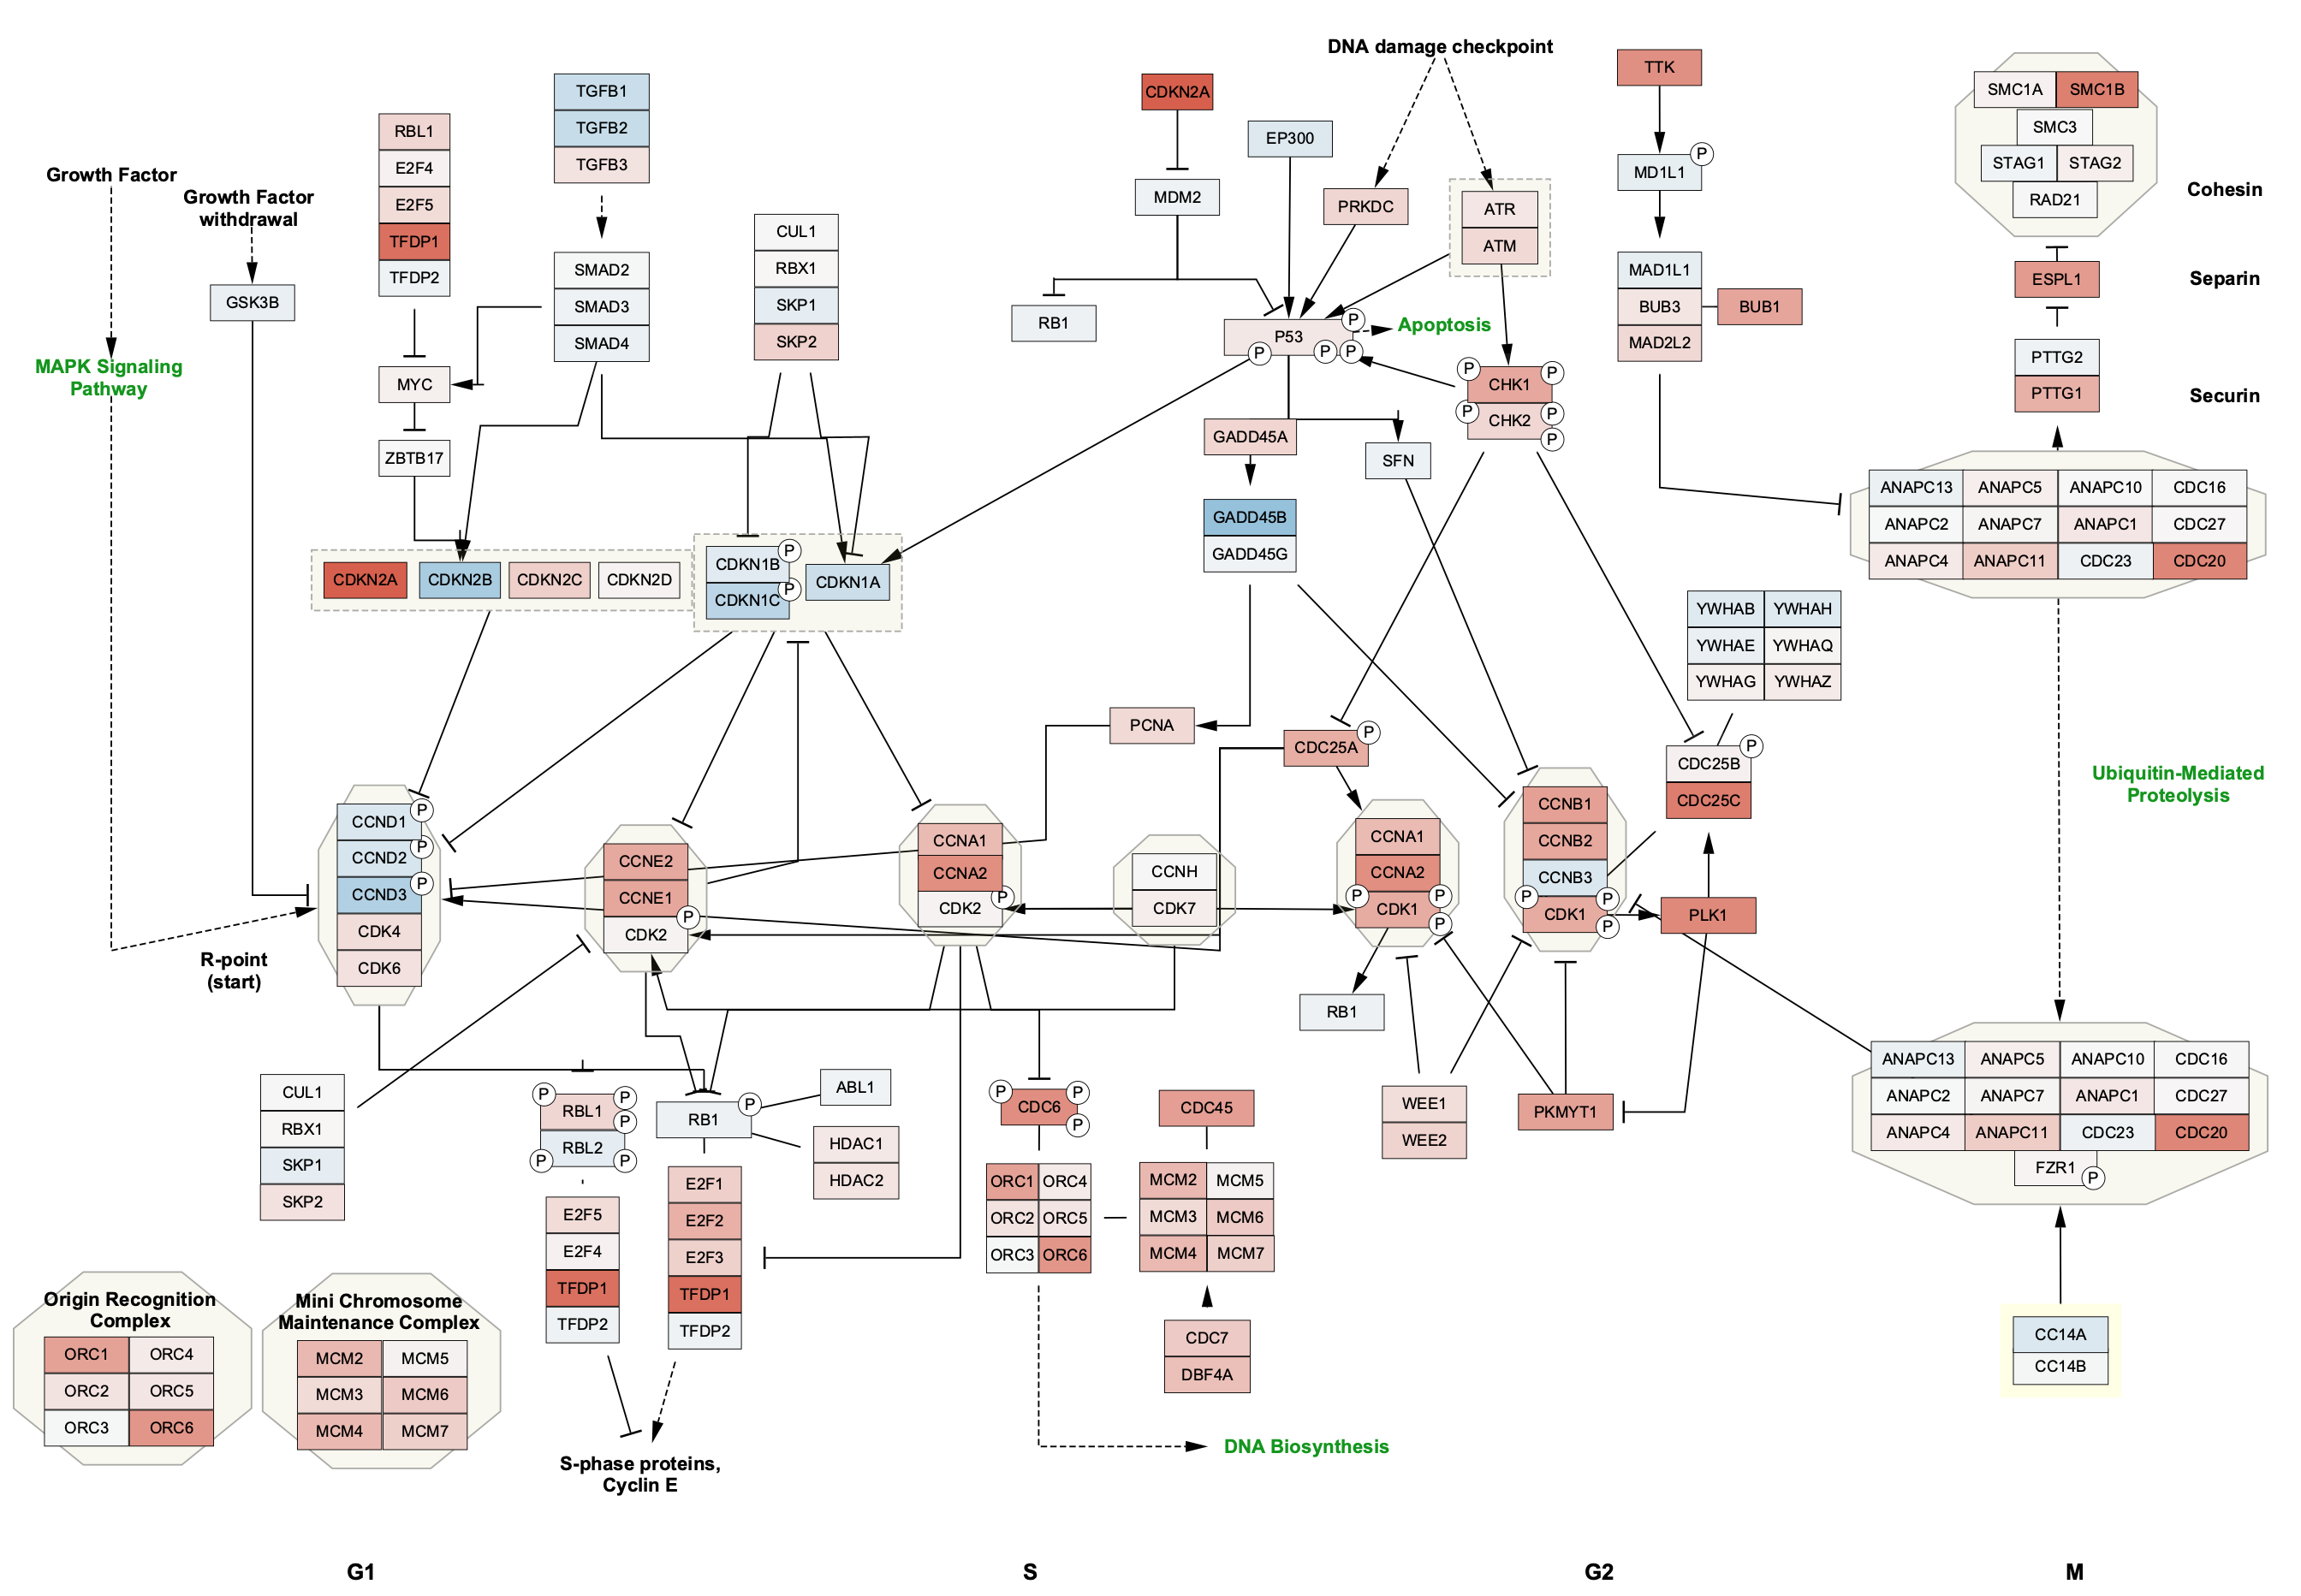 DNA damage checkpoint
Growth Factor
Growth Factor
withdrawal
MAPK Signaling
Pathway
GSK3B
RBL1
E2F4
E2F5
TFDP1
TFDP2
MYC
ZBTB17
TGFB1
TGFB2
TGFB3
SMAD2
SMAD3
SMAD4
CUL1
RBX1
SKP1
SKP2
CDKN2A
MDM2
RB1
EP300
PRKDC
ATR
ATM
P53
P
P
P
P
Apoptosis
CHK1
CHK2
P
P
P
P
P
GADD45A
SFN
GADD45B
GADD45G
TTK
MD1L1
P
MAD1L1
BUB3
MAD2L2
BUB1
SMC1A
SMC1B
SMC3
STAG1
STAG2
RAD21
Cohesin
ESPL1
Separin
PTTG2
PTTG1
Securin
ANAPC13
ANAPC5
ANAPC10
CDC16
ANAPC2
ANAPC7
ANAPC1
CDC27
ANAPC4
ANAPC11
CDC23
CDC20
CDKN2A
CDKN2B
CDKN2C
CDKN2D
CDKN1B
P
CDKN1C
P
CDKN1A
YWHAB
YWHAH
YWHAE
YWHAQ
YWHAG
YWHAZ
PCNA
CDC25A
P
CDC25B
P
CDC25C
Ubiquitin-Mediated
Proteolysis
CCND1
P
CCND2
P
CCND3
P
CDK4
CDK6
R-point
(start)
CCNE2
CCNE1
CDK2
P
CCNA1
CCNA2
CDK2
P
CCNH
CDK7
CCNA1
CCNA2
CDK1
P
P
P
RB1
CCNB1
CCNB2
CCNB3
CDK1
P
P
P
PLK1
WEE1
WEE2
PKMYT1
CUL1
RBX1
SKP1
SKP2
RBL1
RBL2
P
P
P
P
P
RB1
P
ABL1
HDAC1
HDAC2
E2F5
E2F4
TFDP1
TFDP2
E2F1
E2F2
E2F3
TFDP1
TFDP2
S-phase proteins,
Cyclin E
CDC6
P
P
P
ORC1
ORC4
ORC2
ORC5
ORC3
ORC6
CDC45
MCM2
MCM5
MCM3
MCM6
MCM4
MCM7
CDC7
DBF4A
DNA Biosynthesis
ANAPC13
ANAPC5
ANAPC10
CDC16
ANAPC2
ANAPC7
ANAPC1
CDC27
ANAPC4
ANAPC11
CDC23
CDC20
FZR1
P
CC14A
CC14B
Origin Recognition
Complex
ORC1
ORC4
ORC2
ORC5
ORC3
ORC6
Mini Chromosome
Maintenance Complex
MCM2
MCM5
MCM3
MCM6
MCM4
MCM7
G1
S
G2
M